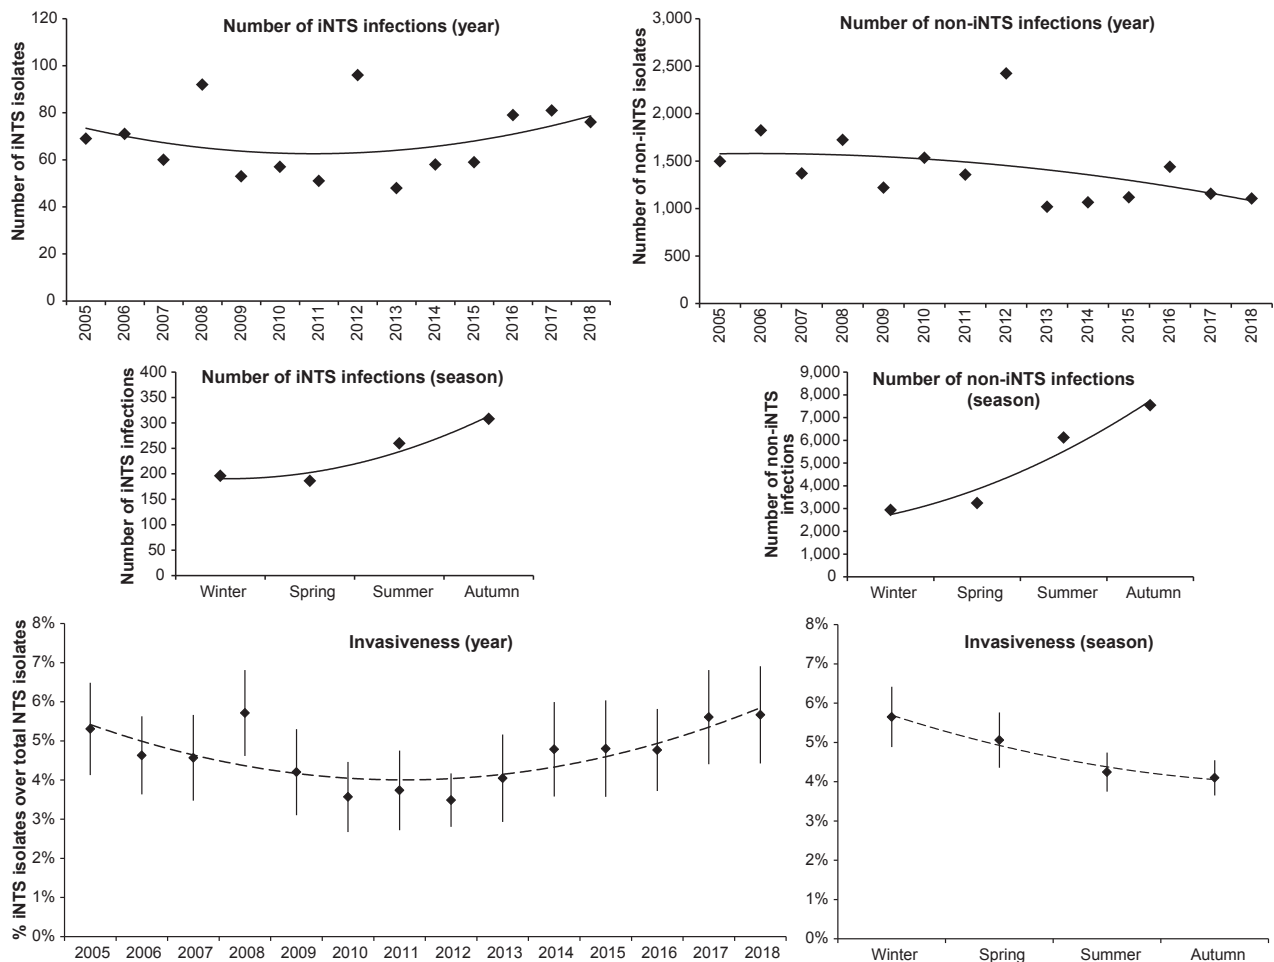 Number of iNTS infections (year)
Number of iNTS isolates
120
100
80
60
40
20
0
2005 2006 2007 2008 2009 2010 2011 2012 2013 2014 2015 2016 2017 2018
Number of non-iNTS infections (year)
Number of non-iNTS isolates
3,000
2,500
2,000
1,500
1,000
500
0
2005 2006 2007 2008 2009 2010 2011 2012 2013 2014 2015 2016 2017 2018
Number of iNTS infections (season)
Number of iNTS infections
400
350
300
250
200
150
100
50
0
Winter Spring Summer Autumn
Number of non-iNTS infections
(season)
Number of non-iNTS
infections
9,000
8,000
7,000
6,000
5,000
4,000
3,000
2,000
1,000
0
Winter Spring Summer Autumn
Invasiveness (year)
% iNTS isolates over total NTS isolates
8%
7%
6%
5%
4%
3%
2%
1%
0%
2005 2006 2007 2008 2009 2010 2011 2012 2013 2014 2015 2016 2017 2018
Invasiveness (season)
8%
7%
6%
5%
4%
3%
2%
1%
0%
Winter Spring Summer Autumn